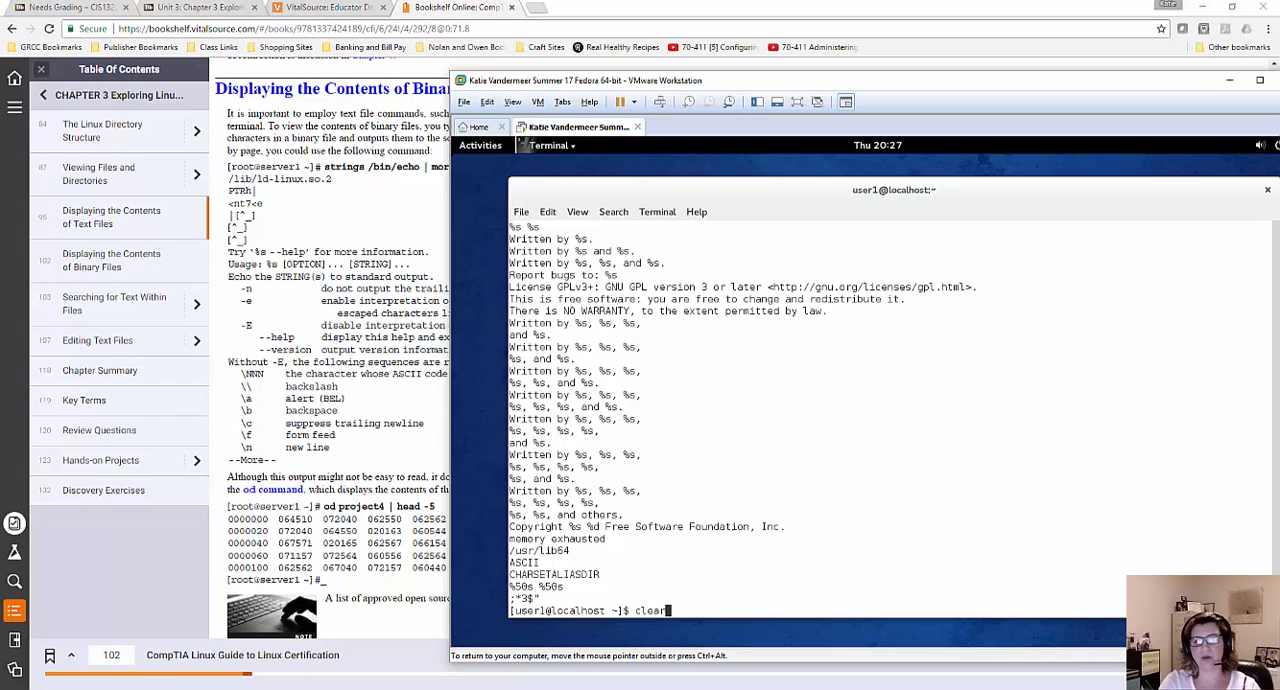 Needs Grading – CIS132,
Unit 3: Chapter 3 Explorin
VitalSource: Educator D
Bookshelf Online: Comp
Katie
Secure
https://bookshelf.vitalsource.com/#/books/9781337424189/cfi/6/24!/4/292/8@0:71.8
GRCC Bookmarks
Publisher Bookmarks
Class Links
Shopping Sites
Banking and Bill Pay
Nolan and Owen Boo
Craft Sites
Real Healthy Recipes
70-411 [5] Configurin
70-411 Administering
Other bookmarks
Table Of Contents
CHAPTER 3 Exploring Linu...
84
The Linux Directory
Structure
87
Viewing Files and
Directories
95
Displaying the Contents
of Text Files
102
Displaying the Contents
of Binary Files
103
Searching for Text Within
Files
107
Editing Text Files
118
Chapter Summary
119
Key Terms
120
Review Questions
123
Hands-on Projects
132
Discovery Exercises
Displaying the Contents of Binar
It is important to employ text file commands, such
terminal. To view the contents of binary files, you ty
characters in a binary file and outputs them to the sc
by page, you could use the following command:
[root@server1 ~]# strings /bin/echo | mor
/lib/ld-linux.so.2
PTRh|
<nt7<e
|[^_]
[^_]
[^_]
Try '%s --help' for more information.
Usage: %s [OPTION]... [STRING]...
Echo the STRING(s) to standard output.
-n do not output the traili
-e enable interpretation o
escaped characters li
-E disable interpretation
--help display this help and ex
--version output version informat
Without -E, the following sequences are r
\NNN the character whose ASCII code
\\ backslash
\a alert (BEL)
\b backspace
\c suppress trailing newline
\f form feed
\n new line
--More--
Although this output might not be easy to read, it do
the od command, which displays the contents of th
[root@server1 ~]# od project4 | head -5
0000000 064510 072040 062550 062562
0000020 072040 064550 020163 060544
0000040 067571 020165 062567 066154
0000060 071157 072564 060556 062564
0000100 062562 067040 072157 060440
[root@server1 ~]#_
NOTE
A list of approved open sourc
102
CompTIA Linux Guide to Linux Certification
Katie Vandermeer Summer 17 Fedora 64-bit - VMware Workstation
File Edit View VM Tabs Help
Home
Katie Vandermeer Summ...
Activities
Terminal
Thu 20:27
user1@localhost:~
File Edit View Search Terminal Help
%s %s
Written by %s.
Written by %s and %s.
Written by %s, %s, and %s.
Report bugs to: %s
License GPLv3+: GNU GPL version 3 or later <http://gnu.org/licenses/gpl.html>.
This is free software: you are free to change and redistribute it.
There is NO WARRANTY, to the extent permitted by law.
Written by %s, %s, %s,
and %s.
Written by %s, %s, %s,
%s, and %s.
Written by %s, %s, %s,
%s, %s, and %s.
Written by %s, %s, %s,
%s, %s, %s, and %s.
Written by %s, %s, %s,
%s, %s, %s, %s,
and %s.
Written by %s, %s, %s,
%s, %s, %s, %s,
%s, and %s.
Written by %s, %s, %s,
%s, %s, %s, %s,
%s, %s, and others.
Copyright %s %d Free Software Foundation, Inc.
memory exhausted
/usr/lib64
ASCII
CHARSETALIASDIR
%50s %50s
;*3$"
[user1@localhost ~]$ clear
To return to your computer, move the mouse pointer outside or press Ctrl+Alt.